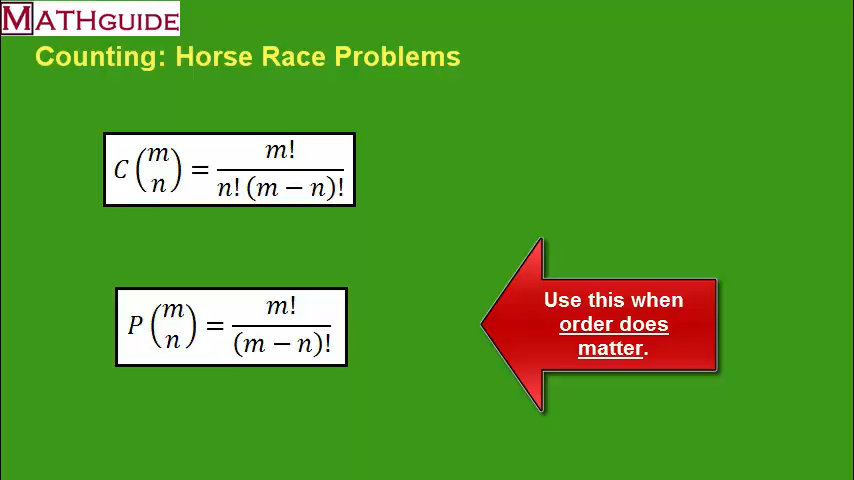 MATHGUIDE
Counting: Horse Race Problems
C(m n) = m! / n! (m − n)!
P(m n) = m! / (m − n)!
Use this when
order does
matter.